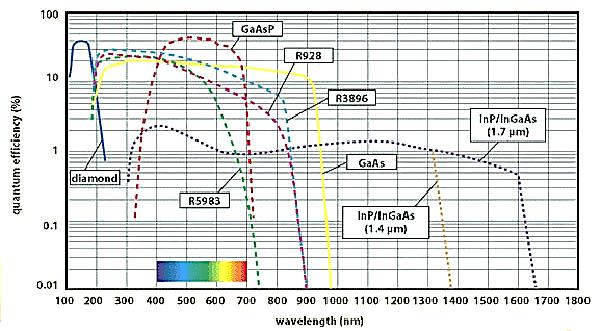 GaAsP
R928
R3896
InP/InGaAs
(1.7 µm)
GaAs
diamond
R5983
InP/InGaAs
(1.4 µm)
quantum efficiency (%)
10
1
0.1
0.01
100 200 300 400 500 600 700 800 900 1000 1100 1200 1300 1400 1500 1600 1700 1800
wavelength (nm)